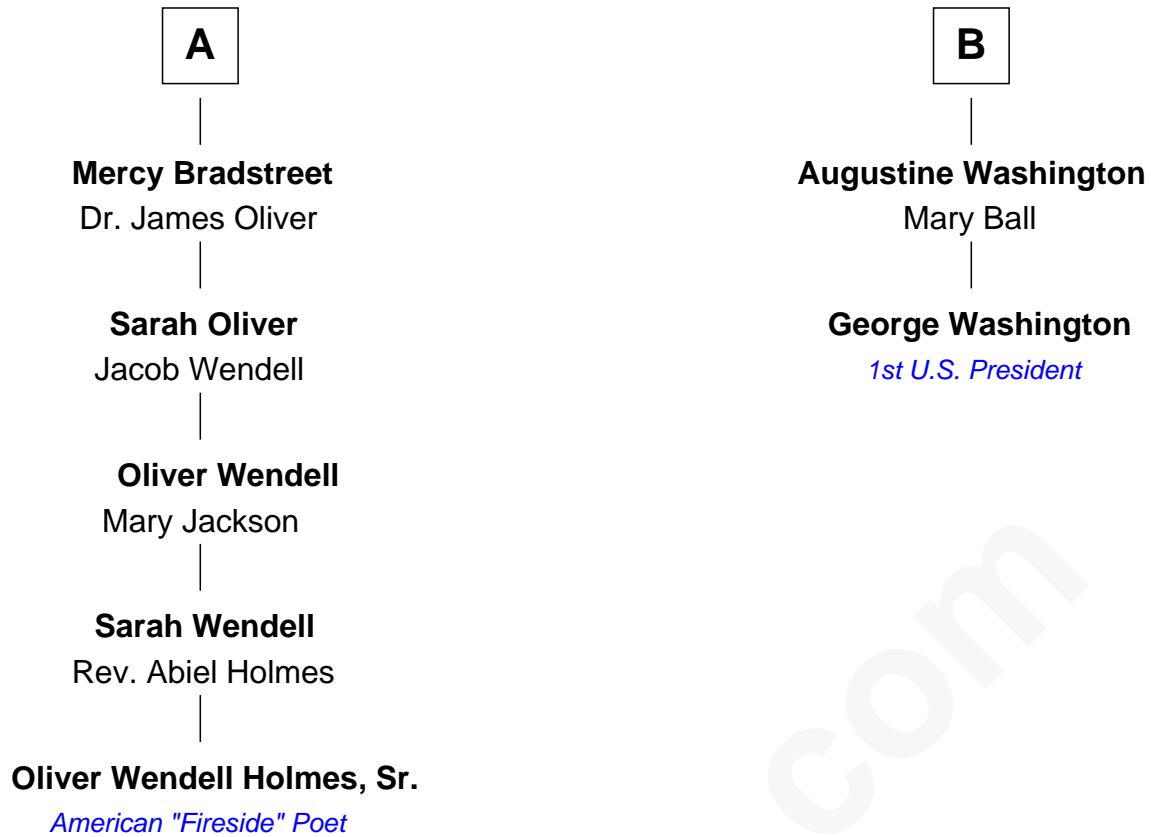 A
Mercy Bradstreet
Dr. James Oliver
Sarah Oliver
Jacob Wendell
Oliver Wendell
Mary Jackson
Sarah Wendell
Rev. Abiel Holmes
Oliver Wendell Holmes, Sr.
American "Fireside" Poet
B
Augustine Washington
Mary Ball
George Washington
1st U.S. President
com